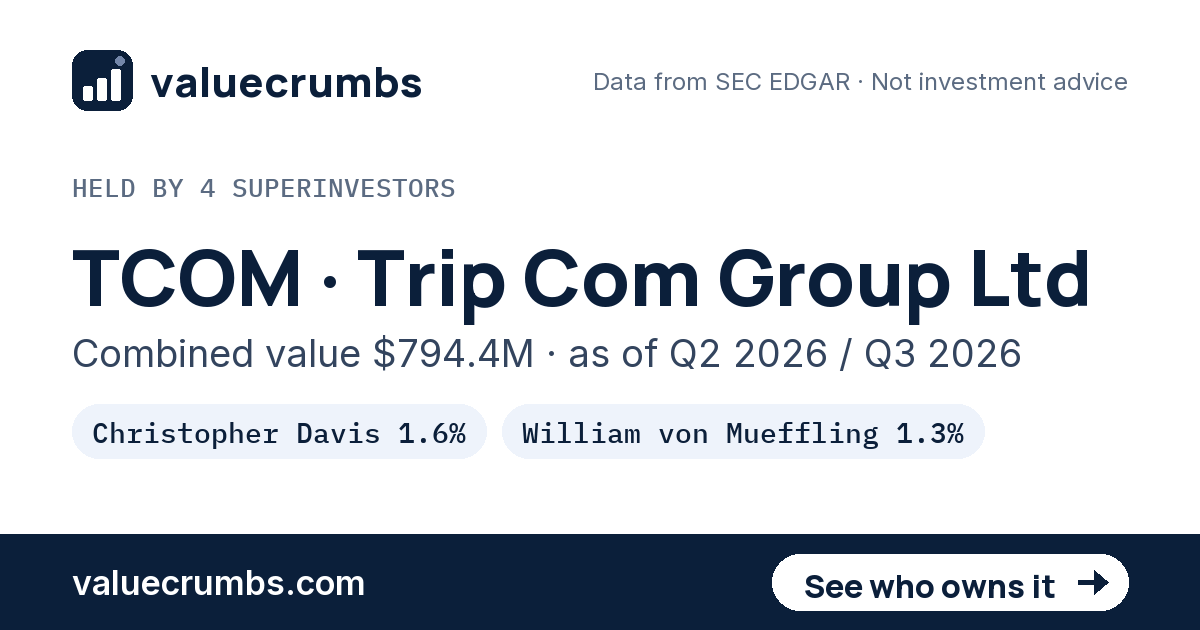 valuecrumbs
Data from SEC EDGAR · Not investment advice
HELD BY 4 SUPERINVESTORS
TCOM · Trip Com Group Ltd
Combined value $794.4M · as of Q2 2026 / Q3 2026
Christopher Davis 1.6%
William von Mueffling 1.3%
valuecrumbs.com
See who owns it →